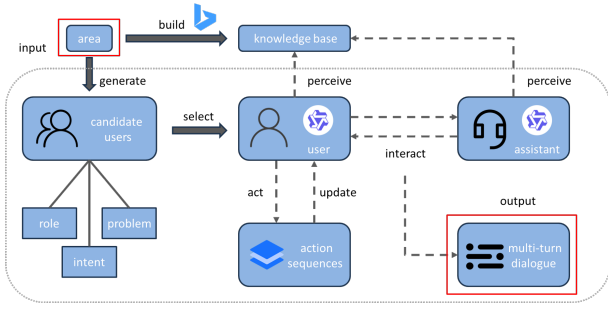 build
area
knowledge base
input
generate
perceive
perceive
candidate
users
select
user
assistant
interact
act
update
output
role
problem
intent
action
sequences
multi-turn
dialogue